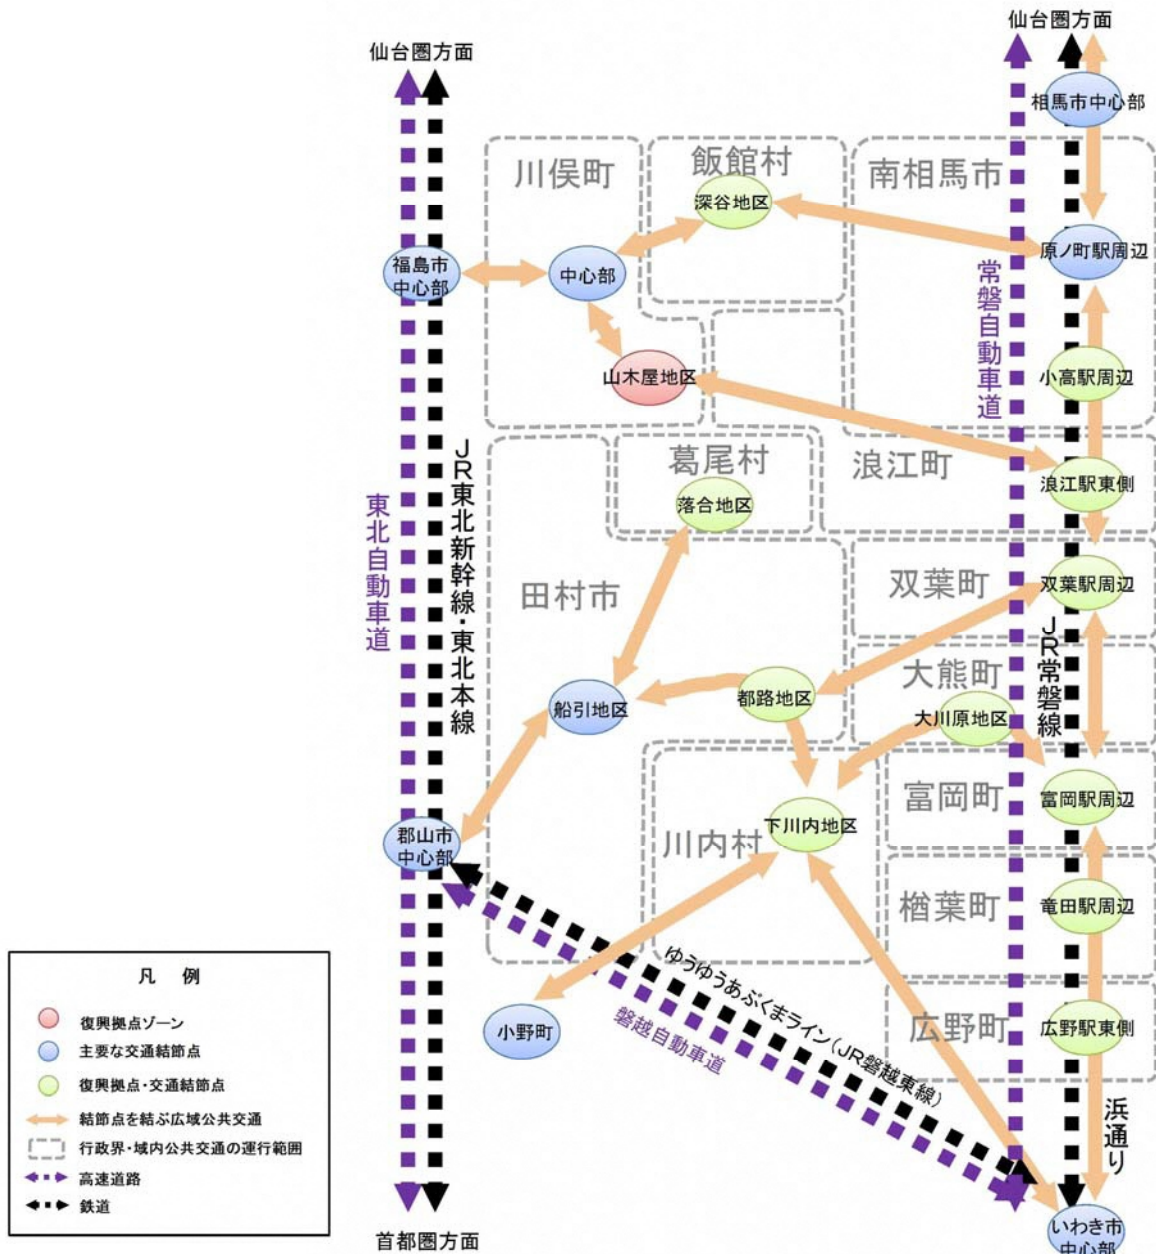 仙台圏方面
仙台圏方面
相馬市中心部
川俣町
飯館村
南相馬市
深谷地区
福島市
中心部
中心部
原ノ町駅周辺
常磐自動車道
山木屋地区
小高駅周辺
JR東北新幹線・東北本線
東北自動車道
葛尾村
浪江町
落合地区
浪江駅東側
田村市
双葉町
双葉駅周辺
JR常磐線
大熊町
船引地区
都路地区
大川原地区
富岡町
富岡駅周辺
郡山市
中心部
川内村
下川内地区
楢葉町
竜田駅周辺
ゆうゆうあぶくまライン(JR磐越東線)
磐越自動車道
小野町
広野町
広野駅東側
浜通り
いわき市
中心部
首都圏方面
凡 例
復興拠点ゾーン
主要な交通結節点
復興拠点・交通結節点
結節点を結ぶ広域公共交通
行政界・域内公共交通の運行範囲
高速道路
鉄道